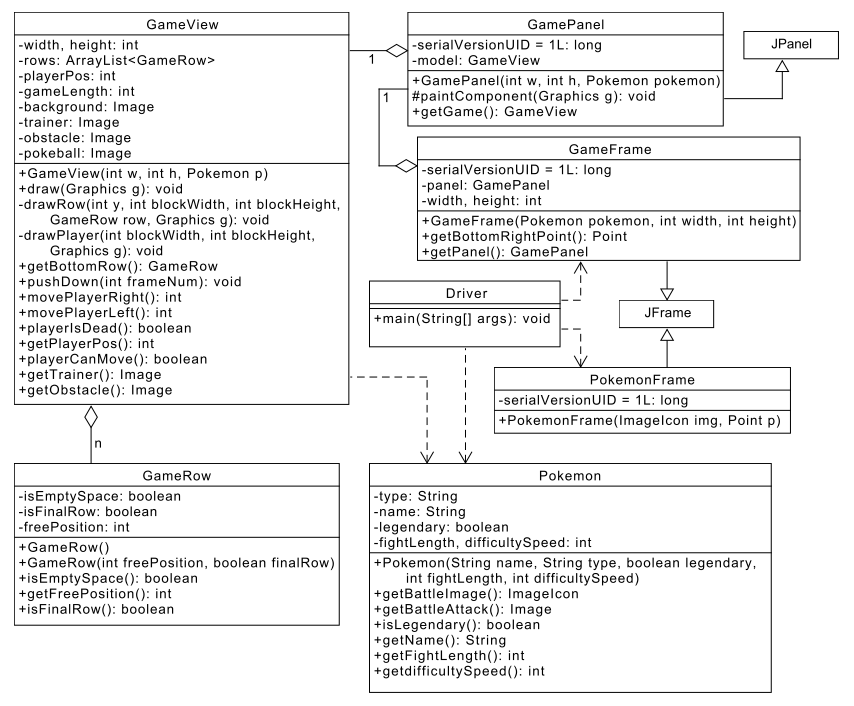 GameView
-width, height: int
-rows: ArrayList<GameRow>
-playerPos: int
-gameLength: int
-background: Image
-trainer: Image
-obstacle: Image
-pokeball: Image
+GameView(int w, int h, Pokemon p)
+draw(Graphics g): void
-drawRow(int y, int blockWidth, int blockHeight,
GameRow row, Graphics g): void
-drawPlayer(int blockWidth, int blockHeight,
Graphics g): void
+getBottomRow(): GameRow
+pushDown(int frameNum): void
+movePlayerRight(): int
+movePlayerLeft(): int
+playerIsDead(): boolean
+getPlayerPos(): int
+playerCanMove(): boolean
+getTrainer(): Image
+getObstacle(): Image
1
GamePanel
-serialVersionUID = 1L: long
-model: GameView
+GamePanel(int w, int h, Pokemon pokemon)
#paintComponent(Graphics g): void
+getGame(): GameView
JPanel
1
GameFrame
-serialVersionUID = 1L: long
-panel: GamePanel
-width, height: int
+GameFrame(Pokemon pokemon, int width, int height)
+getBottomRightPoint(): Point
+getPanel(): GamePanel
Driver
+main(String[] args): void
JFrame
PokemonFrame
-serialVersionUID = 1L: long
+PokemonFrame(ImageIcon img, Point p)
n
GameRow
-isEmptySpace: boolean
-isFinalRow: boolean
-freePosition: int
+GameRow()
+GameRow(int freePosition, boolean finalRow)
+isEmptySpace(): boolean
+getFreePosition(): int
+isFinalRow(): boolean
Pokemon
-type: String
-name: String
-legendary: boolean
-fightLength, difficultySpeed: int
+Pokemon(String name, String type, boolean legendary,
int fightLength, int difficultySpeed)
+getBattleImage(): ImageIcon
+getBattleAttack(): Image
+isLegendary(): boolean
+getName(): String
+getFightLength(): int
+getdifficultySpeed(): int